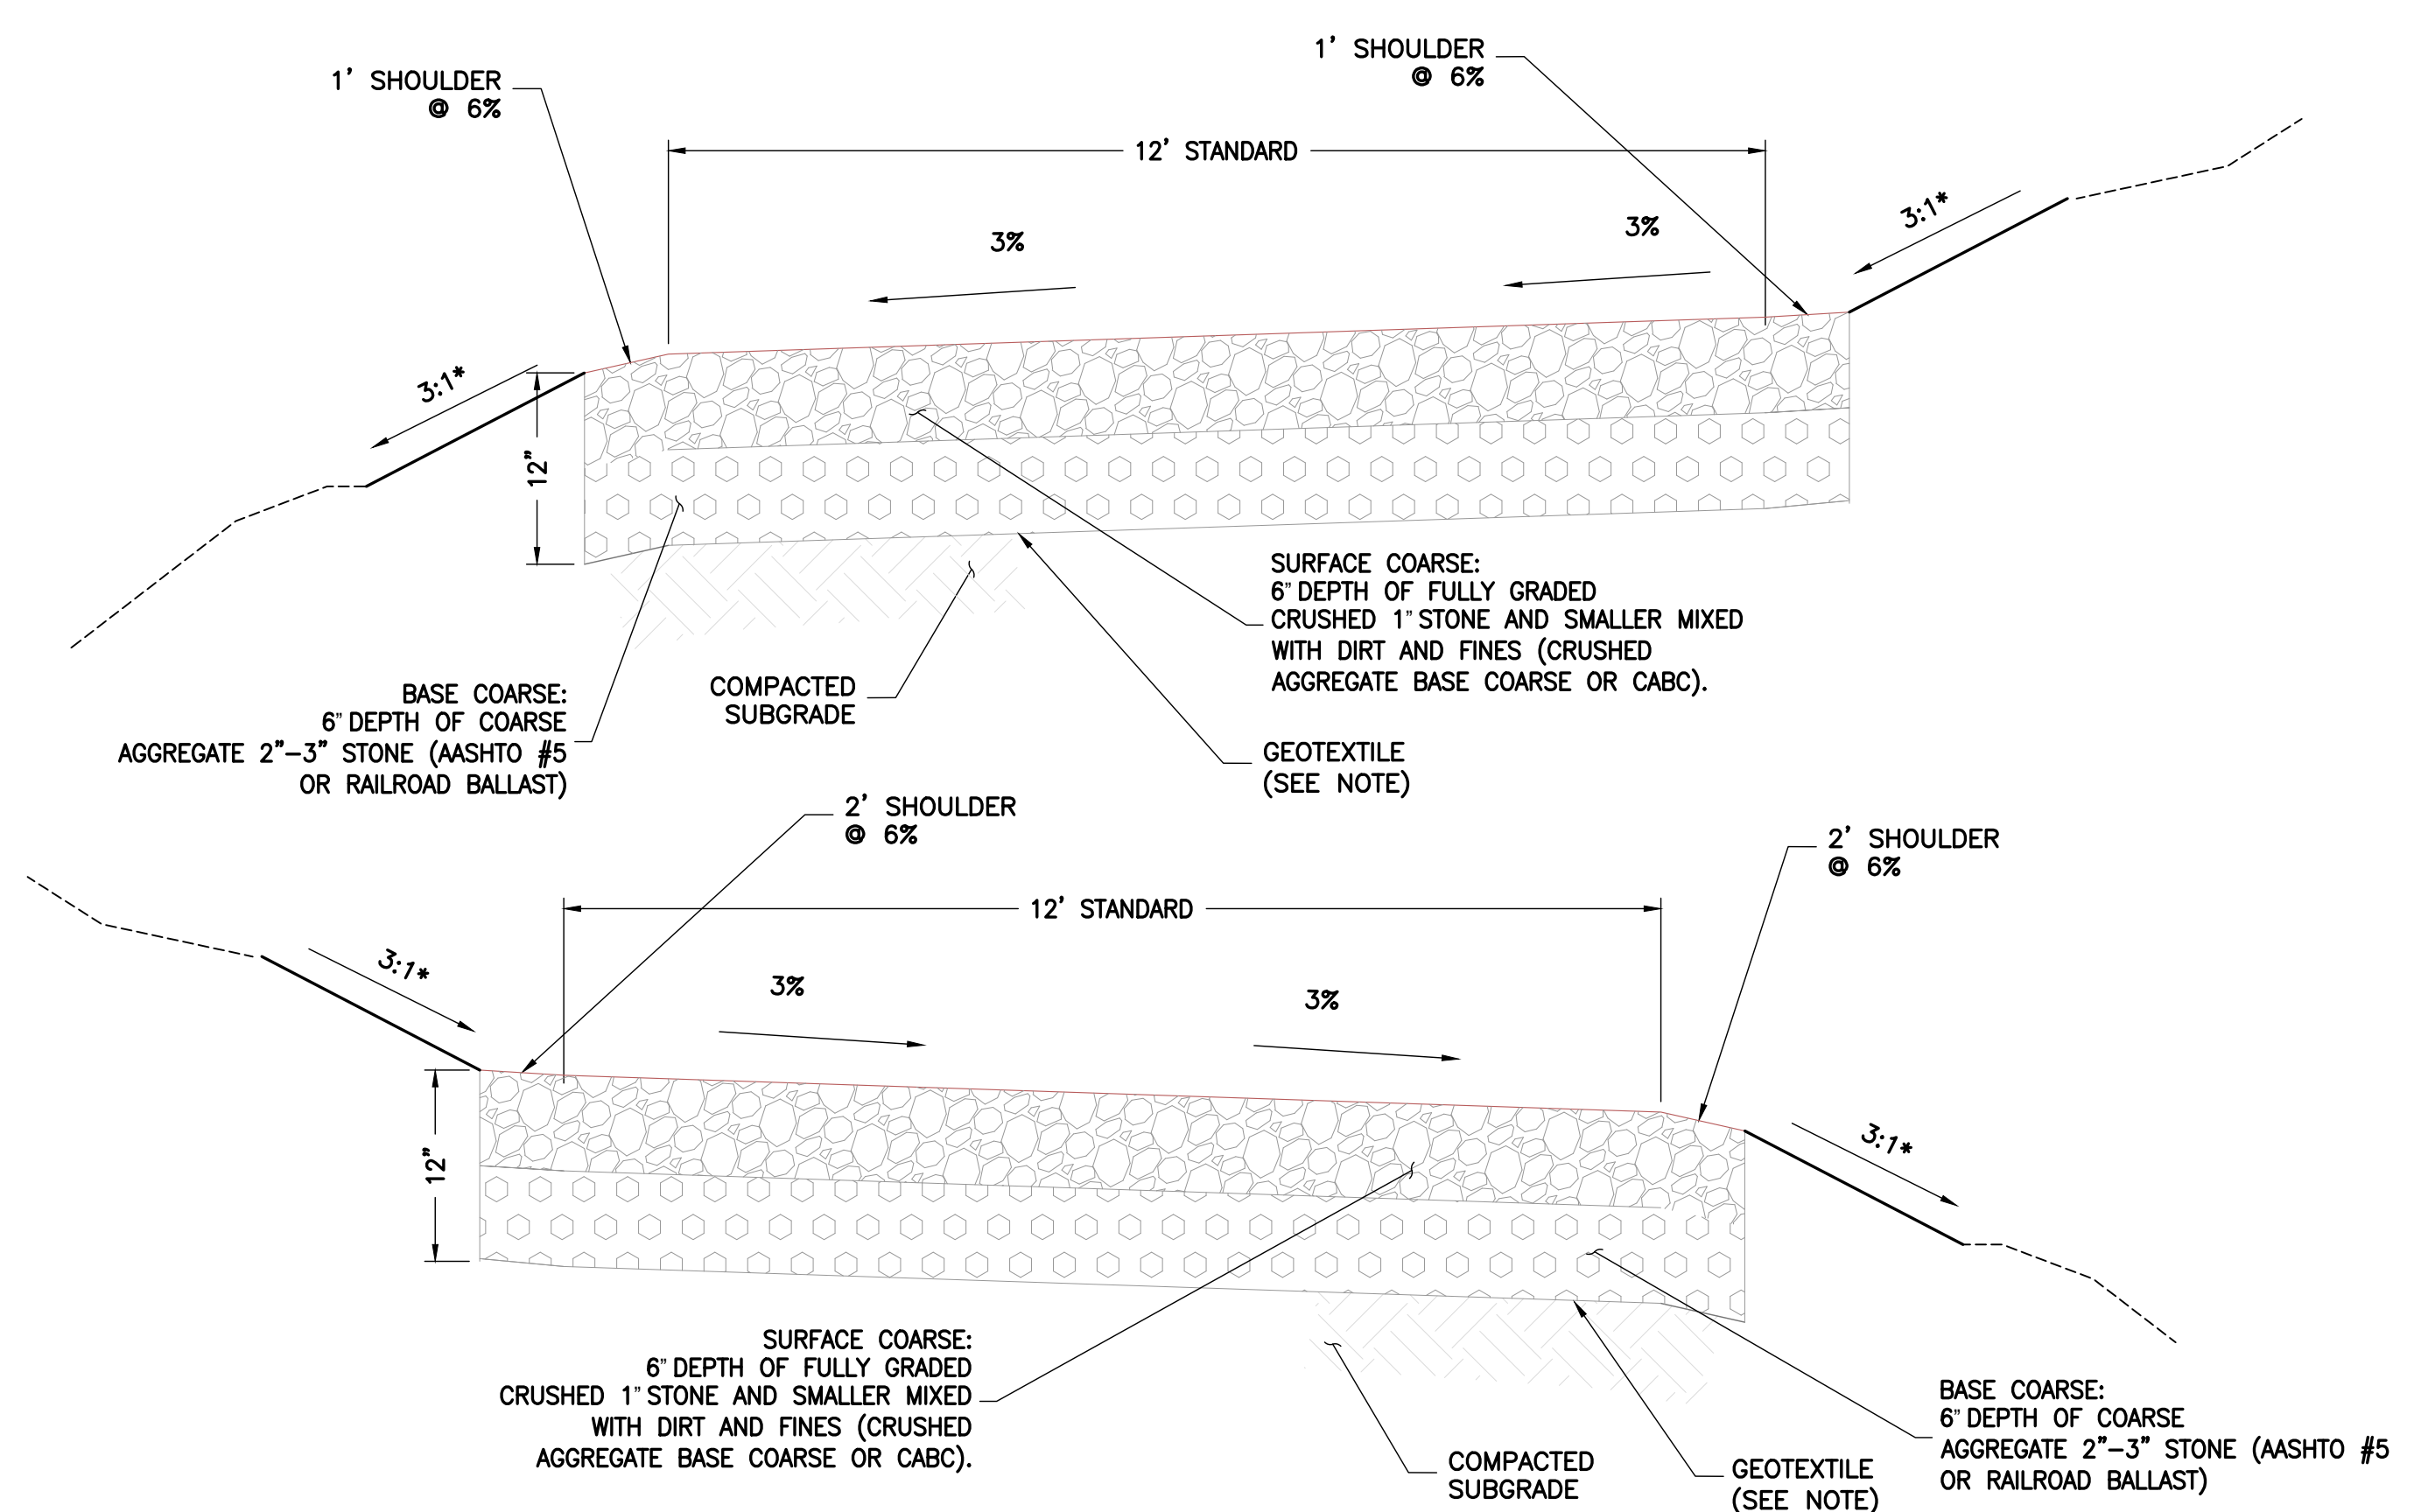 1' SHOULDER
@ 6%
1' SHOULDER
@ 6%
12' STANDARD
3%
3%
3:1*
3:1*
12"
SURFACE COARSE:
6" DEPTH OF FULLY GRADED
CRUSHED 1" STONE AND SMALLER MIXED
WITH DIRT AND FINES (CRUSHED
AGGREGATE BASE COARSE OR CABC).
BASE COARSE:
6" DEPTH OF COARSE
AGGREGATE 2"-3" STONE (AASHTO #5
OR RAILROAD BALLAST)
COMPACTED
SUBGRADE
GEOTEXTILE
(SEE NOTE)
2' SHOULDER
@ 6%
2' SHOULDER
@ 6%
12' STANDARD
3:1*
3%
3%
3:1*
12"
SURFACE COARSE:
6" DEPTH OF FULLY GRADED
CRUSHED 1" STONE AND SMALLER MIXED
WITH DIRT AND FINES (CRUSHED
AGGREGATE BASE COARSE OR CABC).
COMPACTED
SUBGRADE
GEOTEXTILE
(SEE NOTE)
BASE COARSE:
6" DEPTH OF COARSE
AGGREGATE 2"-3" STONE (AASHTO #5
OR RAILROAD BALLAST)